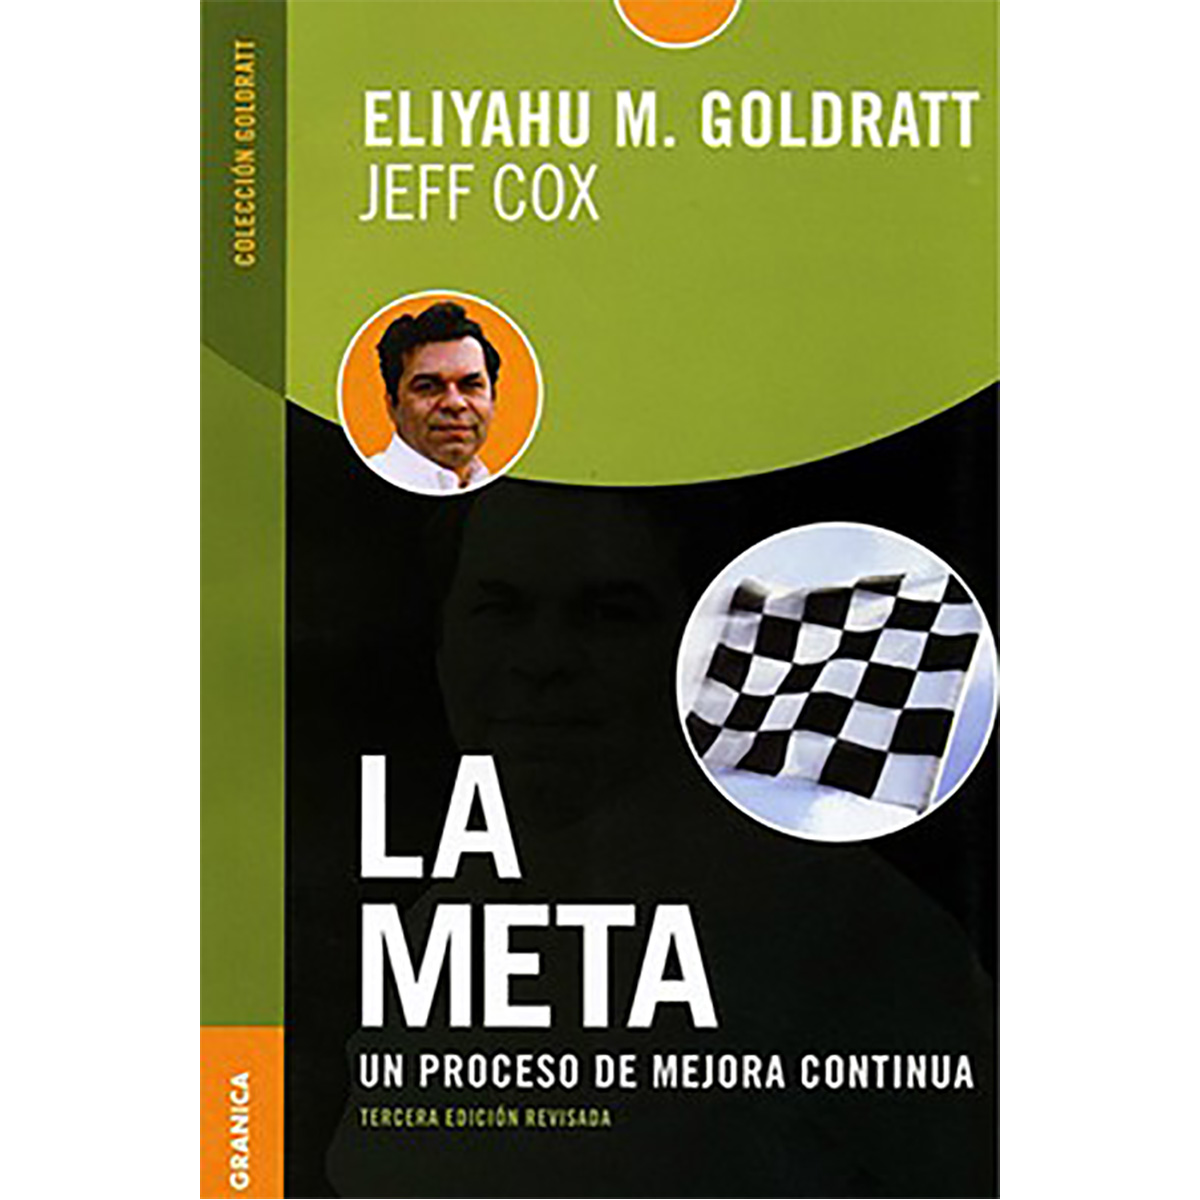 COLECCIÓN GOLDRATT
ELIYAHU M. GOLDRATT
JEFF COX
LA
META
UN PROCESO DE MEJORA CONTINUA
TERCERA EDICIÓN REVISADA
GRANICA